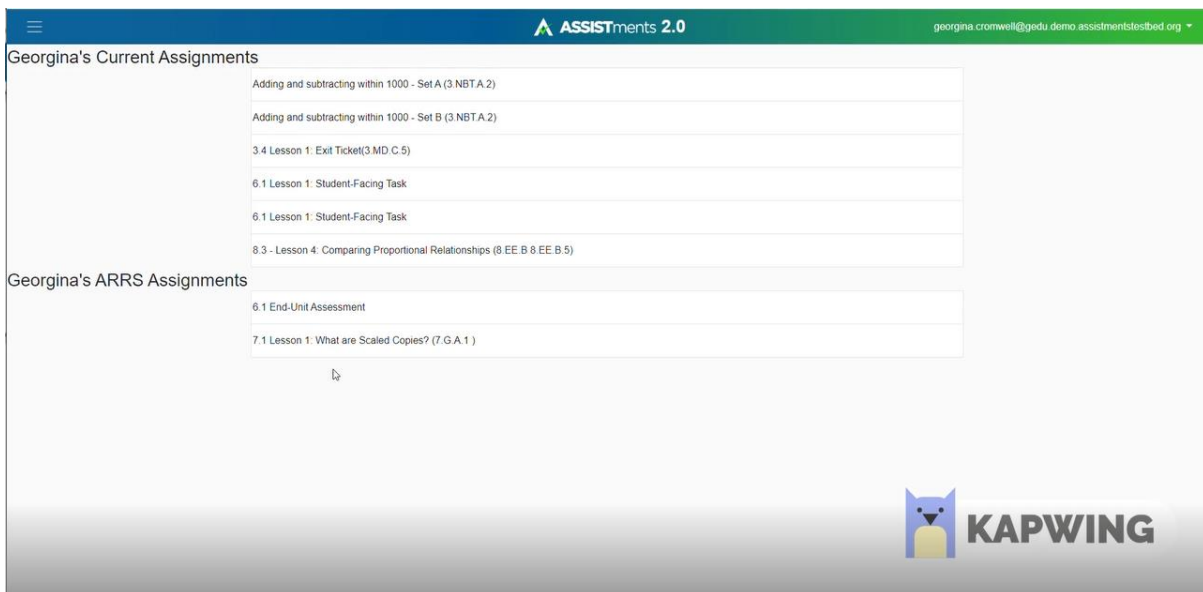 ASSISTments 2.0
georgina.cromwell@gedu.demo.assistmentstestbed.org
Georgina's Current Assignments
Adding and subtracting within 1000 - Set A (3.NBT.A.2)
Adding and subtracting within 1000 - Set B (3.NBT.A.2)
3.4 Lesson 1: Exit Ticket(3.MD.C.5)
6.1 Lesson 1: Student-Facing Task
6.1 Lesson 1: Student-Facing Task
8.3 - Lesson 4: Comparing Proportional Relationships (8.EE.B 8.EE.B.5)
Georgina's ARRS Assignments
6.1 End-Unit Assessment
7.1 Lesson 1: What are Scaled Copies? (7.G.A.1 )
KAPWING